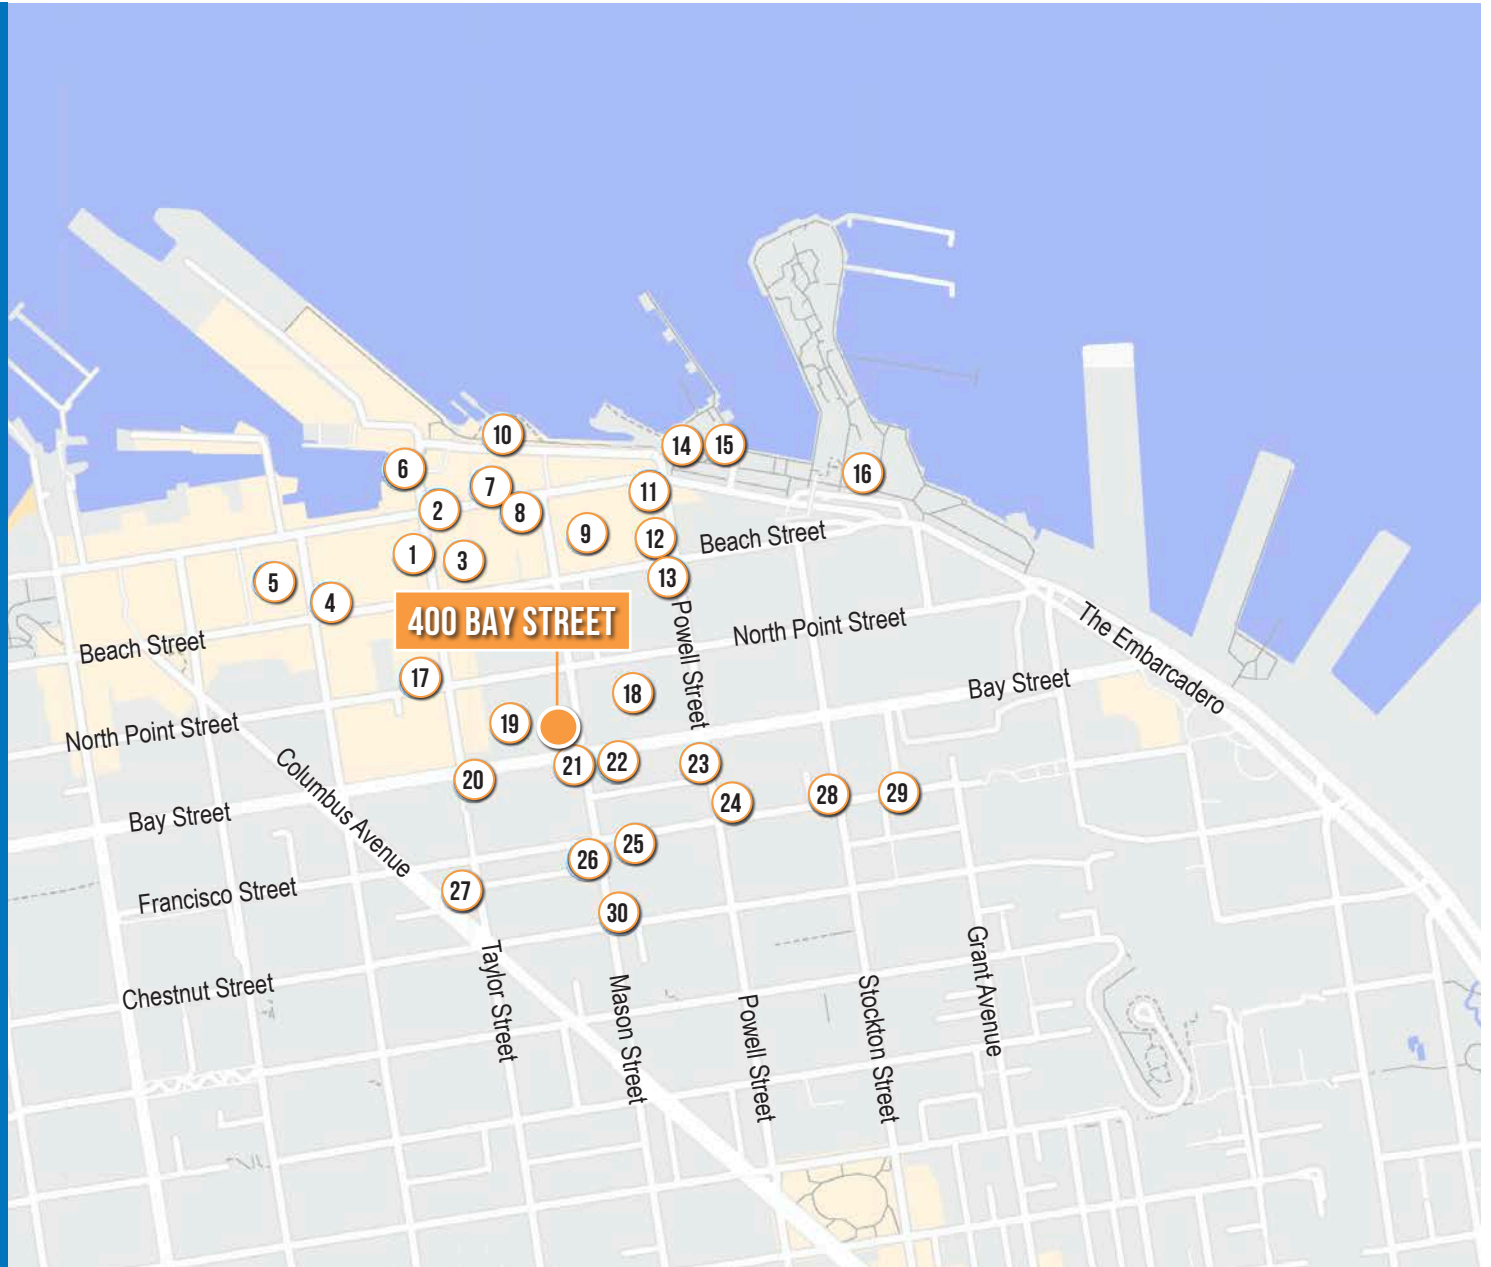 10
14
15
6
16
7
11
2
8
9
12
Beach Street
1
3
13
5
4
400 BAY STREET
Powell Street
North Point Street
The Embarcadero
Beach Street
17
18
Bay Street
19
North Point Street
21
22
23
20
Columbus Avenue
24
28
29
Bay Street
25
26
27
Francisco Street
30
Chestnut Street
Taylor Street
Mason Street
Powell Street
Stockton Street
Grant Avenue